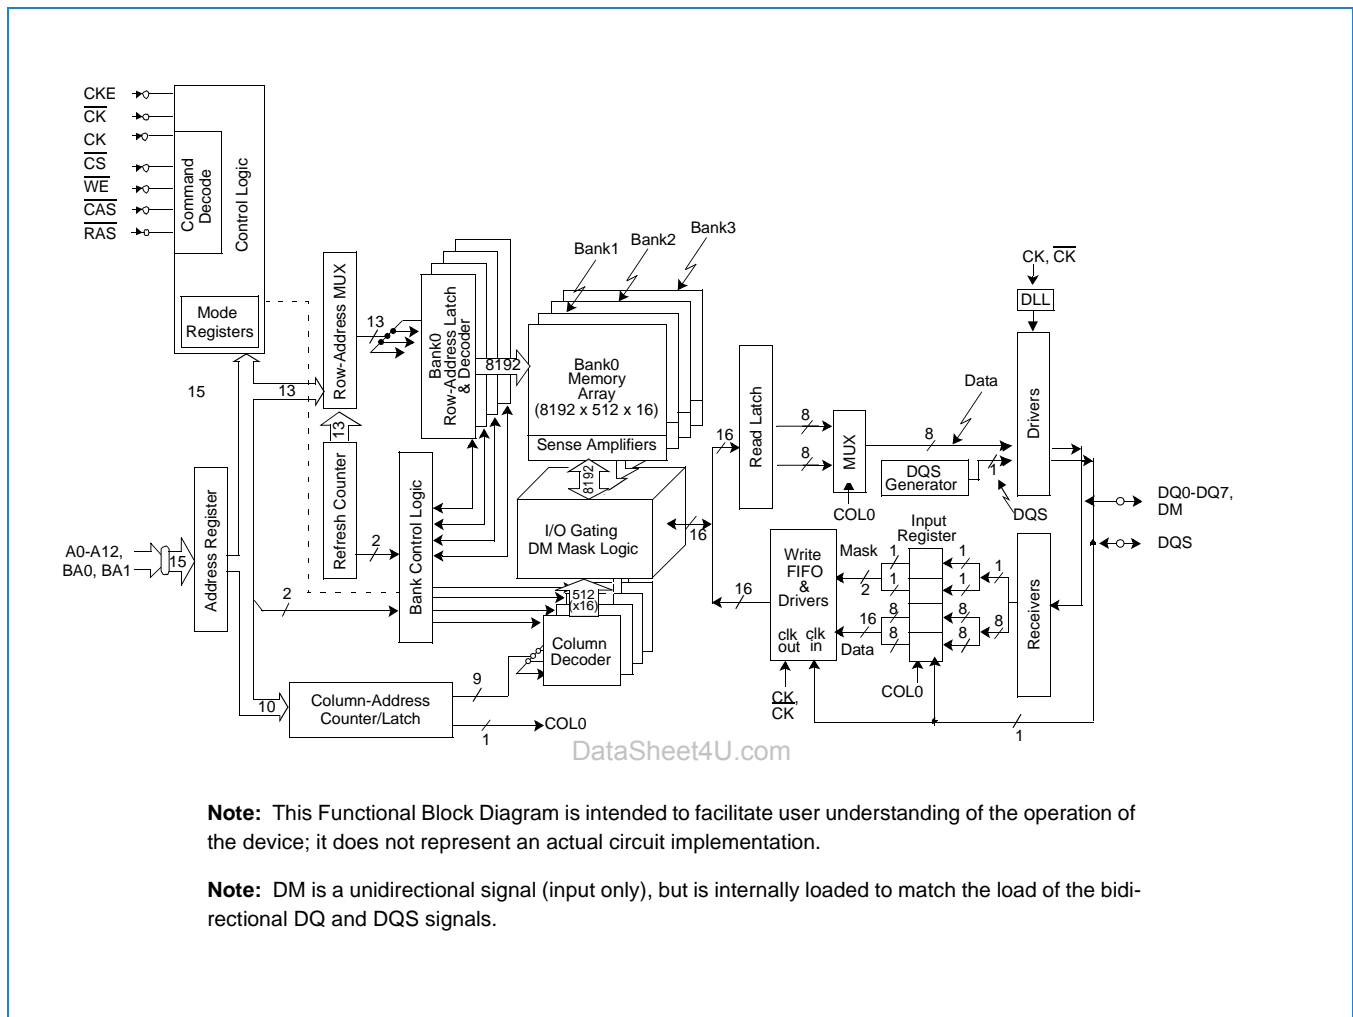 CKE
CK
CK
CS
WE
CAS
RAS
Command
Decode
Control Logic
Mode
Registers
15
13
Row-Address MUX
13
13
Refresh Counter
Bank0
Row-Address Latch
& Decoder
8192
Bank1
Bank2
Bank3
Bank0
Memory
Array
(8192 x 512 x 16)
Sense Amplifiers
8192
I/O Gating
DM Mask Logic
16
A0-A12,
BA0, BA1
15
Address Register
2
2
Bank Control Logic
512
(x16)
Column
Decoder
10
Column-Address
Counter/Latch
9
1
COL0
16
Read Latch
8
8
MUX
COL0
8
Data
DQS
Generator
1
DQS
CK, CK
DLL
Drivers
DQ0-DQ7,
DM
DQS
16
Write
FIFO
&
Drivers
clk
out
clk
in
CK,
CK
Mask
2
16
Data
Input
Register
1
1
8
8
1
1
8
8
1
8
COL0
Receivers
1
DataSheet4U.com
Note: This Functional Block Diagram is intended to facilitate user understanding of the operation of
the device; it does not represent an actual circuit implementation.
Note: DM is a unidirectional signal (input only), but is internally loaded to match the load of the bidi-
rectional DQ and DQS signals.